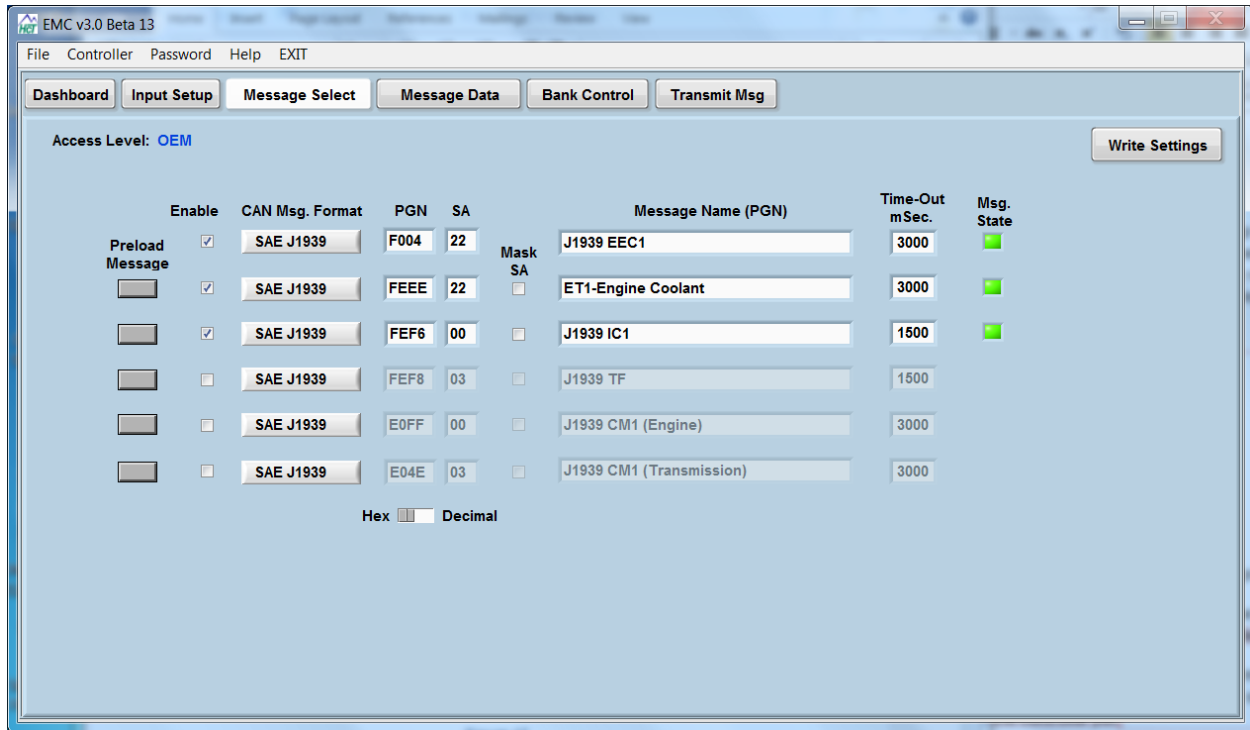 EMC v3.0 Beta 13
File Controller Password Help EXIT
Dashboard Input Setup Message Select Message Data Bank Control Transmit Msg
Access Level: OEM
Write Settings
Enable CAN Msg. Format PGN SA Mask SA Message Name (PGN) Time-Out mSec. Msg. State
Preload Message
SAE J1939 F004 22 J1939 EEC1 3000
SAE J1939 FEEE 22 ET1-Engine Coolant 3000
SAE J1939 FEF6 00 J1939 IC1 1500
SAE J1939 FEF8 03 J1939 TF 1500
SAE J1939 E0FF 00 J1939 CM1 (Engine) 3000
SAE J1939 E04E 03 J1939 CM1 (Transmission) 3000
Hex Decimal